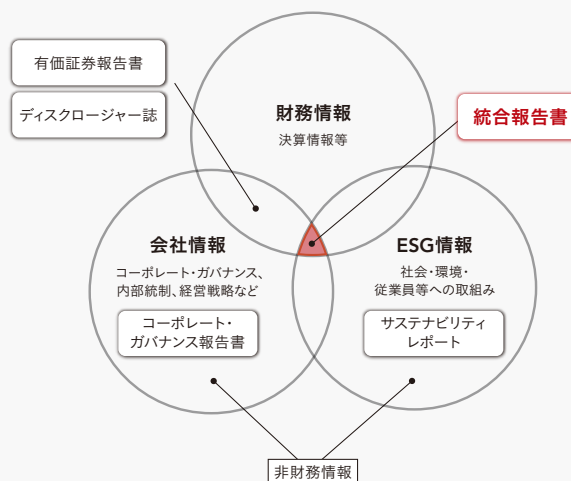 有価証券報告書
ディスクロージャー誌
財務情報
決算情報等
統合報告書
会社情報
コーポレート・ガバナンス、
内部統制、経営戦略など
コーポレート・
ガバナンス報告書
ESG情報
社会・環境・
従業員等への取組み
サステナビリティ
レポート
非財務情報